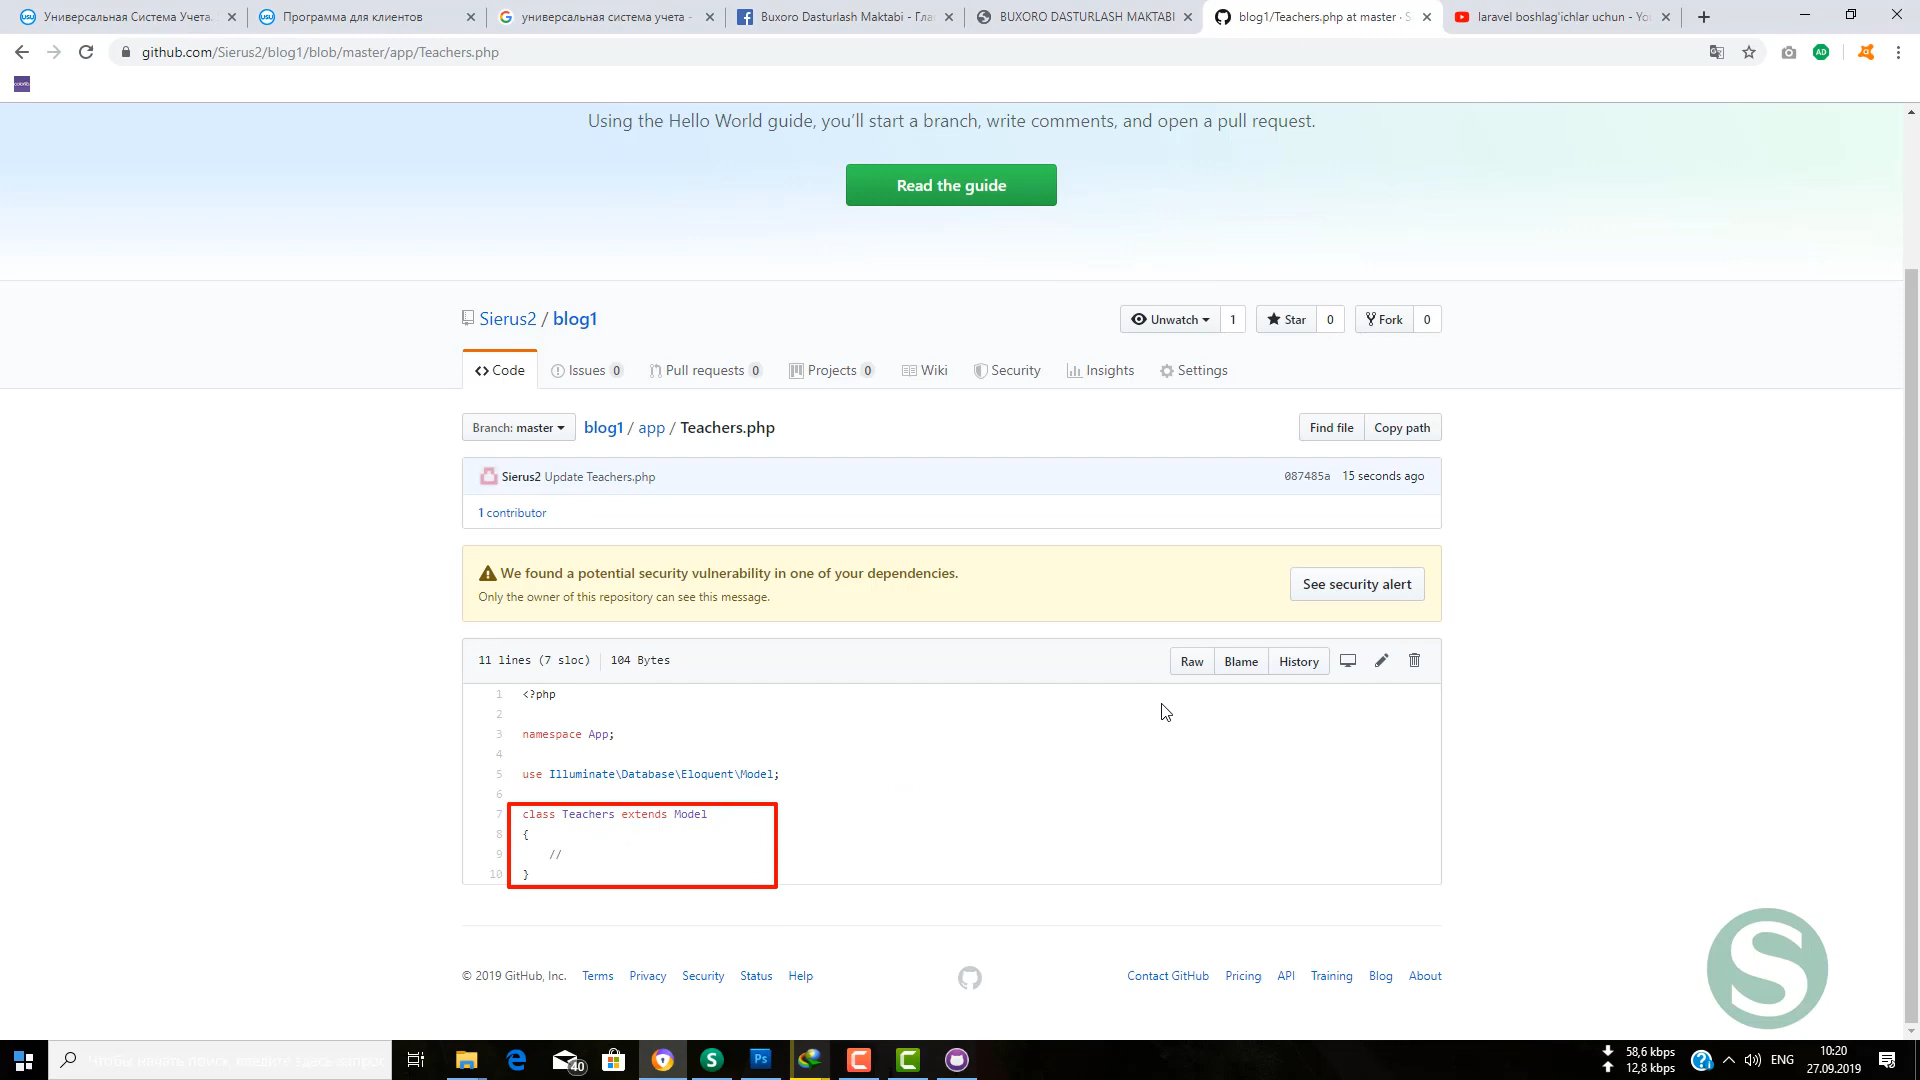 Универсальная Система Учета.
Программа для клиентов
универсальная система учета -
Buxoro Dasturlash Maktabi - Гла
BUXORO DASTURLASH MAKTABI
blog1/Teachers.php at master · S
laravel boshlag'ichlar uchun - Yo
github.com/Sierus2/blog1/blob/master/app/Teachers.php
AD
Using the Hello World guide, you’ll start a branch, write comments, and open a pull request.
Read the guide
Sierus2 / blog1
Unwatch 1
Star 0
Fork 0
Code
Issues 0
Pull requests 0
Projects 0
Wiki
Security
Insights
Settings
Branch: master
blog1 / app / Teachers.php
Find file
Copy path
Sierus2 Update Teachers.php
087485a 15 seconds ago
1 contributor
We found a potential security vulnerability in one of your dependencies.
Only the owner of this repository can see this message.
See security alert
11 lines (7 sloc) 104 Bytes
Raw
Blame
History
1 <?php
2
3 namespace App;
4
5 use Illuminate\Database\Eloquent\Model;
6
7 class Teachers extends Model
8 {
9 //
10 }
© 2019 GitHub, Inc.
Terms
Privacy
Security
Status
Help
Contact GitHub
Pricing
API
Training
Blog
About
S
Чтобы начать поиск, введите здесь запрос
40
S
Ps
58,6 kbps
12,8 kbps
ENG
10:20
27.09.2019